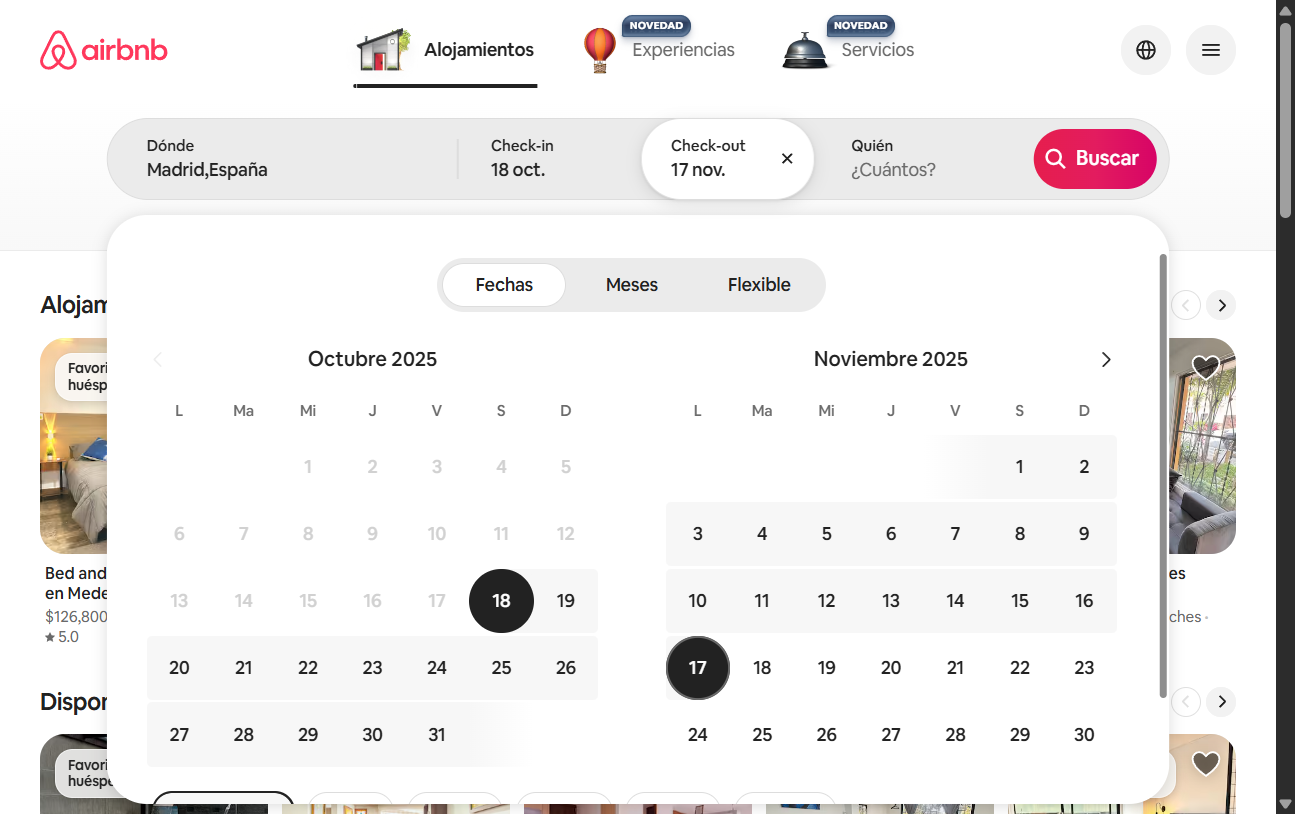 airbnb
Alojamientos
NOVEDAD
Experiencias
NOVEDAD
Servicios
Dónde
Madrid,España
Check-in
18 oct.
Check-out
17 nov.
Quién
¿Cuántos?
Buscar
Fechas
Meses
Flexible
Octubre 2025
L Ma Mi J V S D
1 2 3 4 5
6 7 8 9 10 11 12
13 14 15 16 17 18 19
20 21 22 23 24 25 26
27 28 29 30 31
Noviembre 2025
L Ma Mi J V S D
1 2
3 4 5 6 7 8 9
10 11 12 13 14 15 16
17 18 19 20 21 22 23
24 25 26 27 28 29 30
Alojam
Favori
huésp
Bed and
en Mede
$126,800
5.0
es
ches ·
Dispon
Favori
huéspe